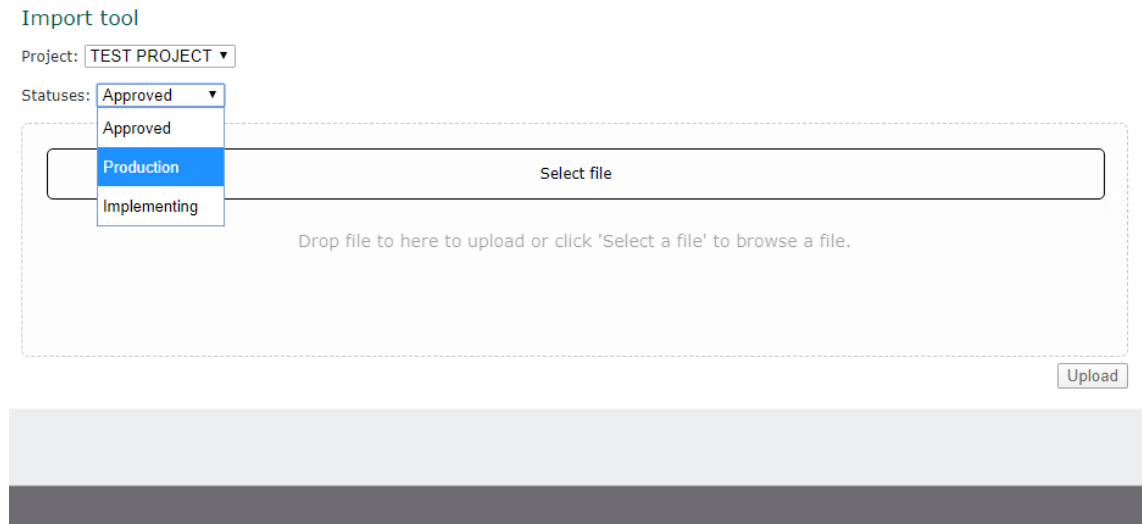 Import tool
Project: TEST PROJECT
Statuses: Approved
Approved
Production
Implementing
Select file
Drop file to here to upload or click 'Select a file' to browse a file.
Upload